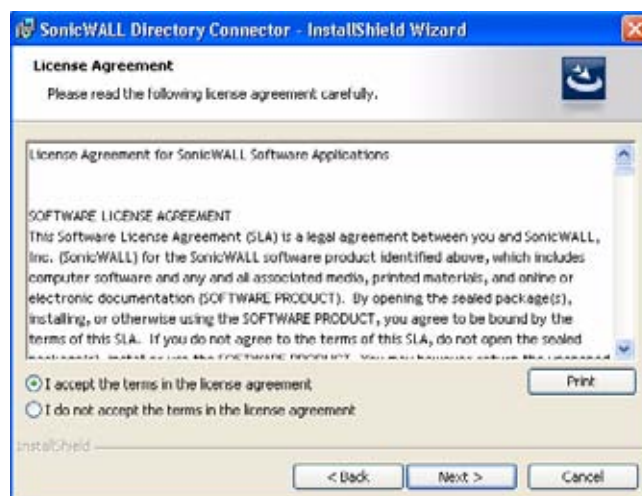 SonicWALL Directory Connector - InstallShield Wizard
License Agreement
Please read the following license agreement carefully.
License Agreement for SonicWALL Software Applications
SOFTWARE LICENSE AGREEMENT
This Software License Agreement (SLA) is a legal agreement between you and SonicWALL,
Inc. (SonicWALL) for the SonicWALL software product identified above, which includes
computer software and any and all associated media, printed materials, and online or
electronic documentation (SOFTWARE PRODUCT). By opening the sealed package(s),
installing, or otherwise using the SOFTWARE PRODUCT, you agree to be bound by the
terms of this SLA. If you do not agree to the terms of this SLA, do not open the sealed
I accept the terms in the license agreement
Print
I do not accept the terms in the license agreement
InstallShield
< Back
Next >
Cancel